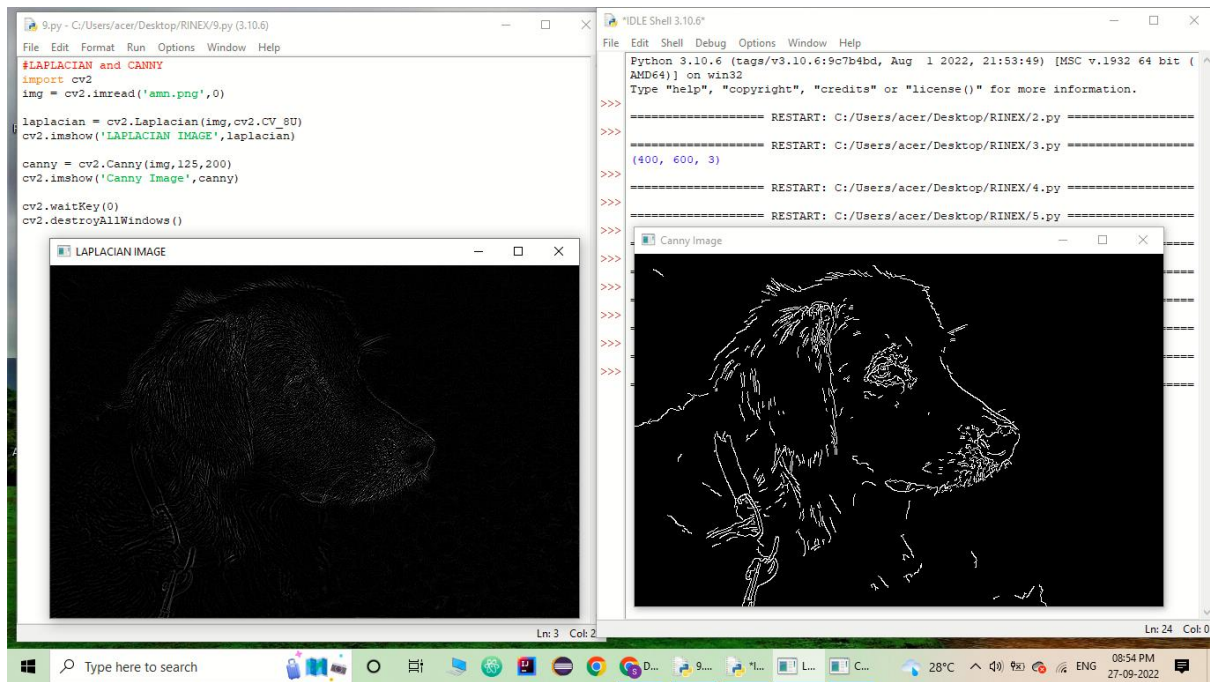 9.py - C:/Users/acer/Desktop/RINEX/9.py (3.10.6)
File Edit Format Run Options Window Help
#LAPLACIAN and CANNY
import cv2
img = cv2.imread('amn.png',0)
laplacian = cv2.Laplacian(img,cv2.CV_8U)
cv2.imshow('LAPLACIAN IMAGE',laplacian)
canny = cv2.Canny(img,125,200)
cv2.imshow('Canny Image',canny)
cv2.waitKey(0)
cv2.destroyAllWindows()
LAPLACIAN IMAGE
Ln: 3 Col: 2
*IDLE Shell 3.10.6*
File Edit Shell Debug Options Window Help
Python 3.10.6 (tags/v3.10.6:9c7b4bd, Aug 1 2022, 21:53:49) [MSC v.1932 64 bit (
AMD64)] on win32
Type "help", "copyright", "credits" or "license()" for more information.
>>>
=================== RESTART: C:/Users/acer/Desktop/RINEX/2.py ==================
>>>
=================== RESTART: C:/Users/acer/Desktop/RINEX/3.py ==================
(400, 600, 3)
>>>
=================== RESTART: C:/Users/acer/Desktop/RINEX/4.py ==================
>>>
=================== RESTART: C:/Users/acer/Desktop/RINEX/5.py ==================
>>>
>>>
>>>
>>>
>>>
>>>
Canny Image
Ln: 24 Col: 0
Type here to search
D...
9....
*I...
L...
C...
28°C
ENG
08:54 PM
27-09-2022